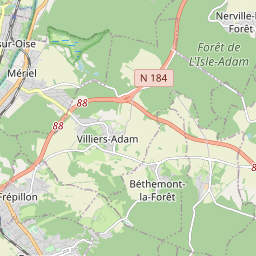 Nerville-la-
Forêt
sur-Oise
Forêt de
L'Isle-Adam
Mériel
N 184
88
88
Villiers-Adam
88
Béthemont-
la-Forêt
Frépillon